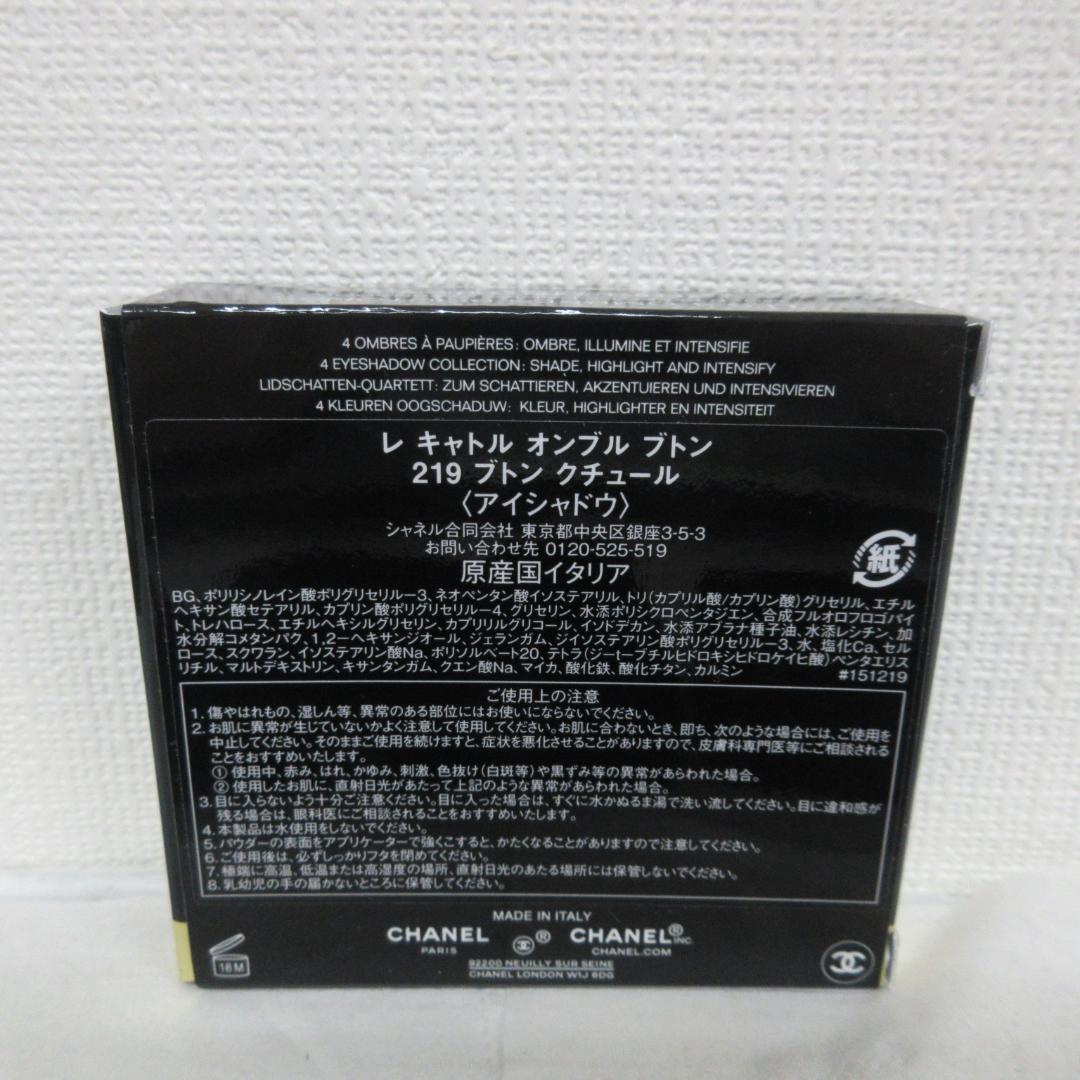 4 OMBRES À PAUPIÈRES: OMBRE, ILLUMINE ET INTENSIFIE
4 EYESHADOW COLLECTION: SHADE, HIGHLIGHT AND INTENSIFY
LIDSCHATTEN-QUARTETT: ZUM SCHATTIEREN, AKZENTUIEREN UND INTENSIVIEREN
4 KLEUREN OOGSCHADUW: KLEUR, HIGHLIGHTER EN INTENSITEIT
レ キャトル オンブル ブトン
219 ブトン クチュール
〈アイシャドウ〉
シャネル合同会社 東京都中央区銀座3-5-3
お問い合わせ先 0120-525-519
原産国イタリア
紙
BG、ポリリシノレイン酸ポリグリセリル-3、ネオペンタン酸イソステアリル、トリ(カプリル酸/カプリン酸)グリセリル、エチル
ヘキサン酸セテアリル、カプリン酸ポリグリセリル-4、グリセリン、水添ポリシクロペンタジエン、合成フルオロフロゴパイ
ト、トレハロース、エチルヘキシルグリセリン、カプリリルグリコール、イソドデカン、水添アブラナ種子油、水添レシチン、加
水分解コメタンパク、1,2-ヘキサンジオール、ジェランガム、ジイソステアリン酸ポリグリセリル-3、水、塩化Ca、セル
ロース、スクワラン、イソステアリン酸Na、ポリソルベート20、テトラ(ジ-t-ブチルヒドロキシヒドロケイヒ酸)ペンタエリス
リチル、マルトデキストリン、キサンタンガム、クエン酸Na、マイカ、酸化鉄、酸化チタン、カルミン
#151219
ご使用上の注意
1. 傷やはれもの、湿しん等、異常のある部位にはお使いにならないでください。
2. お肌に異常が生じていないかよく注意して使用してください。お肌に合わないとき、即ち、次のような場合には、ご使用を
中止してください。そのままご使用を続けますと、症状を悪化させることがありますので、皮膚科専門医等にご相談される
ことをおすすめいたします。
① 使用中、赤み、はれ、かゆみ、刺激、色抜け(白斑等)や黒ずみ等の異常があらわれた場合。
② 使用したお肌に、直射日光があたって上記のような異常があらわれた場合。
3. 目に入らないよう十分ご注意ください。目に入った場合は、すぐに水かぬるま湯で洗い流してください。目に違和感が
残る場合は、眼科医にご相談されることをおすすめいたします。
4. 本製品は水使用をしないでください。
5. パウダーの表面をアプリケーターで強くこすると、かたくなることがありますので注意してください。
6. ご使用後は、必ずしっかりフタを閉めてください。
7. 極端に高温、低温または高湿度の場所、直射日光のあたる場所には保管しないでください。
8. 乳幼児の手の届かないところに保管してください。
MADE IN ITALY
CHANEL ® CHANEL® INC.
PARIS CHANEL.COM
92200 NEUILLY SUR SEINE
CHANEL LONDON W1J 6DG
18M